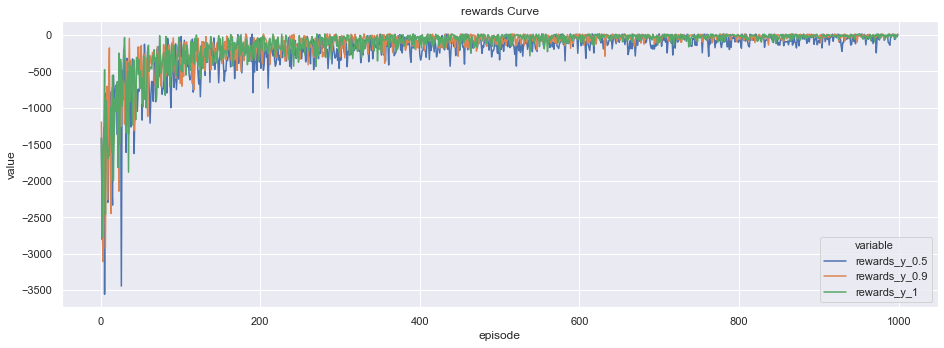 rewards Curve
value
0
−500
−1000
−1500
−2000
−2500
−3000
−3500
variable
rewards_y_0.5
rewards_y_0.9
rewards_y_1
0
200
400
600
800
1000
episode